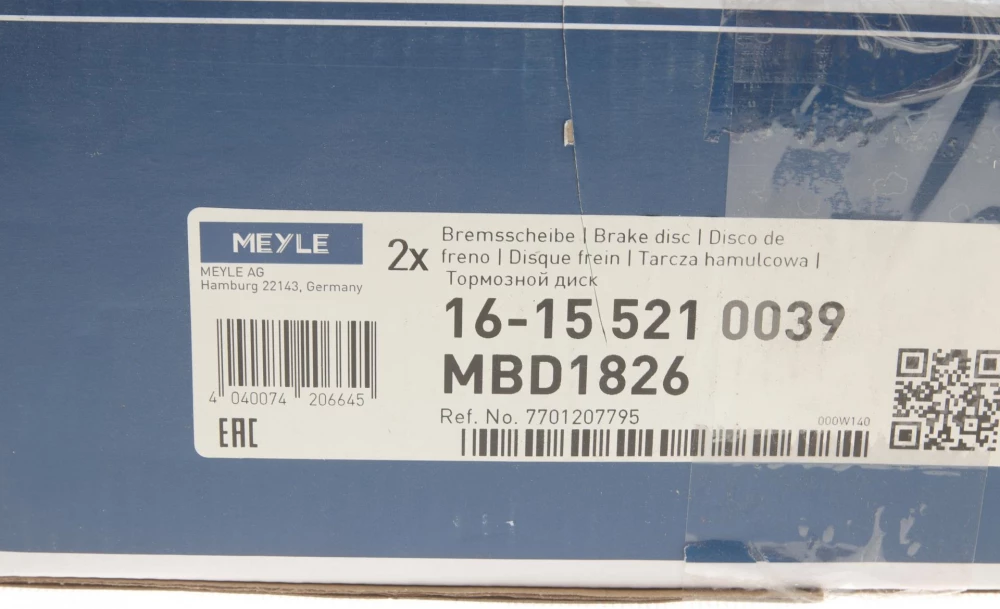 MEYLE
MEYLE AG
Hamburg 22143, Germany
2x
Bremsscheibe | Brake disc | Disco de
freno | Disque frein | Tarcza hamulcowa |
Тормозной диск
16-15 521 0039
MBD1826
Ref. No. 7701207795
000W140
4 040074 206645
EAC